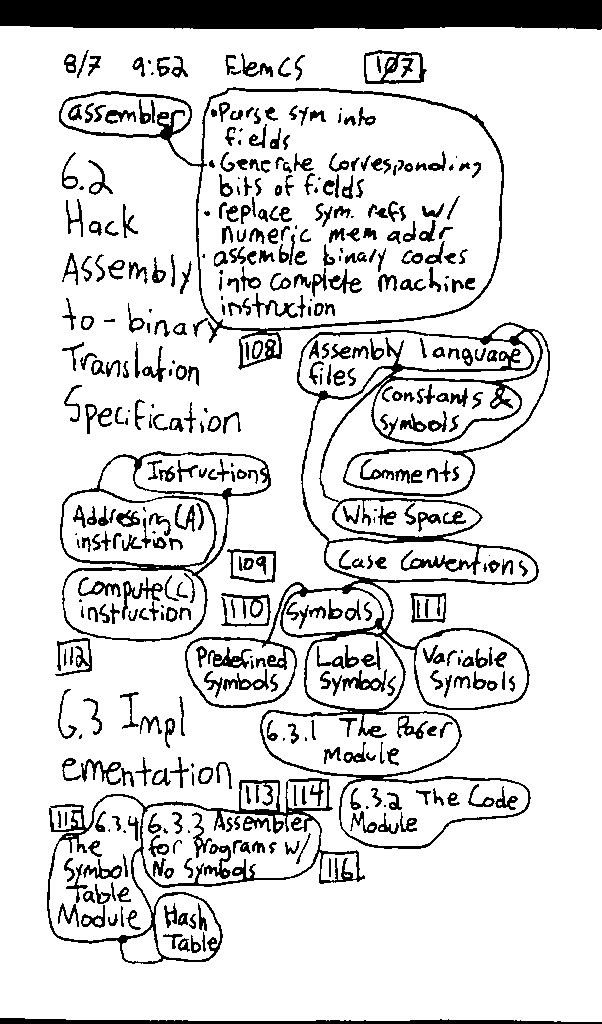 8/7 9:52 ElemCS 107
assembler
• Parse sym into
fields
• Generate corresponding
bits of fields
• replace sym. refs w/
numeric mem addr
• assemble binary codes
into complete machine
instruction
6.2
Hack
Assembly
to-binary
Translation
Specification
108
Assembly language
files
Constants &
Symbols
Comments
White Space
Case Conventions
Instructions
Addressing (A)
instruction
Compute (C)
instruction
109
110
Symbols
111
112
Predefined
Symbols
Label
Symbols
Variable
Symbols
6.3 Impl
ementation
6.3.1 The Paser
Module
113 114
6.3.2 The Code
Module
115
6.3.4
The
Symbol
Table
Module
6.3.3 Assembler
for Programs w/
No Symbols
116
Hash
Table